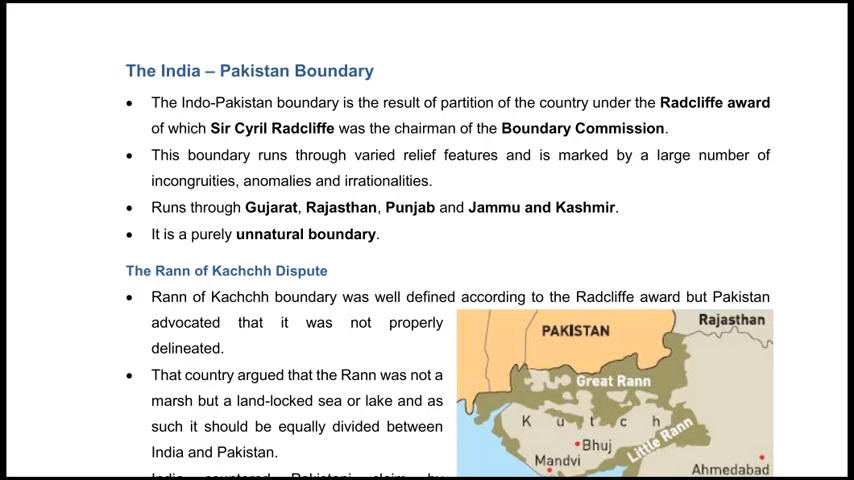 The India – Pakistan Boundary
• The Indo-Pakistan boundary is the result of partition of the country under the Radcliffe award
of which Sir Cyril Radcliffe was the chairman of the Boundary Commission.
• This boundary runs through varied relief features and is marked by a large number of
incongruities, anomalies and irrationalities.
• Runs through Gujarat, Rajasthan, Punjab and Jammu and Kashmir.
• It is a purely unnatural boundary.
The Rann of Kachchh Dispute
• Rann of Kachchh boundary was well defined according to the Radcliffe award but Pakistan
advocated that it was not properly
delineated.
• That country argued that the Rann was not a
marsh but a land-locked sea or lake and as
such it should be equally divided between
India and Pakistan.
India countered Pakistani claim by
PAKISTAN
Rajasthan
Great Rann
K u t c h
Little Rann
Bhuj
Mandvi
Ahmedabad